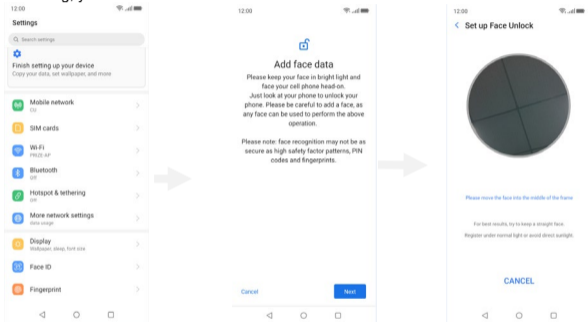 12:00
Settings
Search settings
Finish setting up your device
Copy your data, set wallpaper, and more
Mobile network
SIM cards
Wi-Fi
PRIZE AP
Bluetooth
Off
Hotspot & tethering
Off
More network settings
data usage
Display
Wallpaper, sleep, font size
Face ID
Fingerprint
12:00
Add face data
Please keep your face in bright light and
face your cell phone head-on.
Just look at your phone to unlock your
phone. Please be careful to add a face, as
any face can be used to perform the above
operation.
Please note: face recognition may not be as
secure as high safety factor patterns, PIN
codes and fingerprints.
Cancel
Next
12:00
Set up Face Unlock
Please move the face into the middle of the frame
For best results, try to keep a straight face.
Register under normal light or avoid direct sunlight.
CANCEL